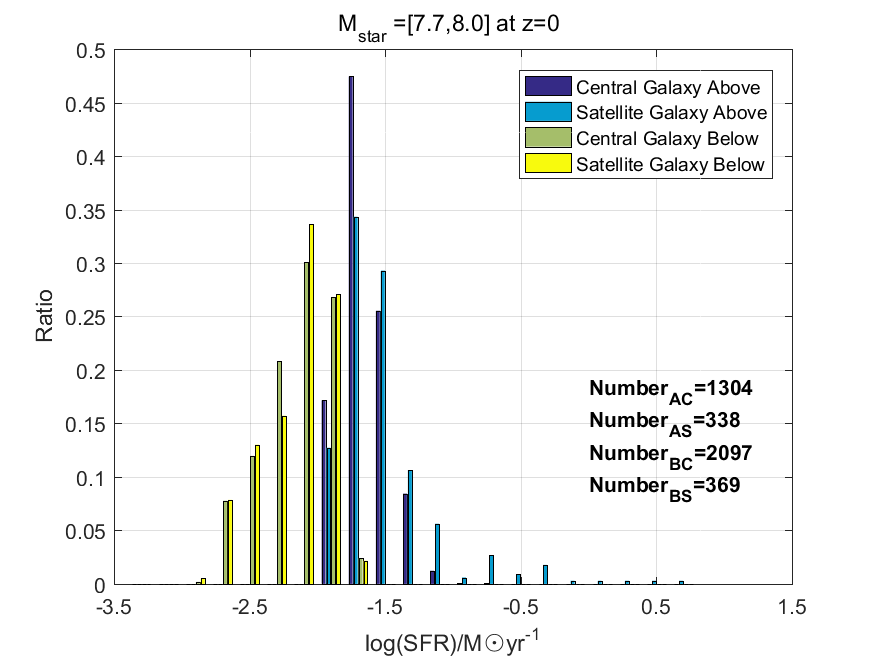 M_star =[7.7,8.0] at z=0
0.5
0.45
0.4
0.35
0.3
0.25
0.2
0.15
0.1
0.05
0
Ratio
Central Galaxy Above
Satellite Galaxy Above
Central Galaxy Below
Satellite Galaxy Below
Number_AC=1304
Number_AS=338
Number_BC=2097
Number_BS=369
-3.5 -2.5 -1.5 -0.5 0.5 1.5
log(SFR)/M☉yr^-1